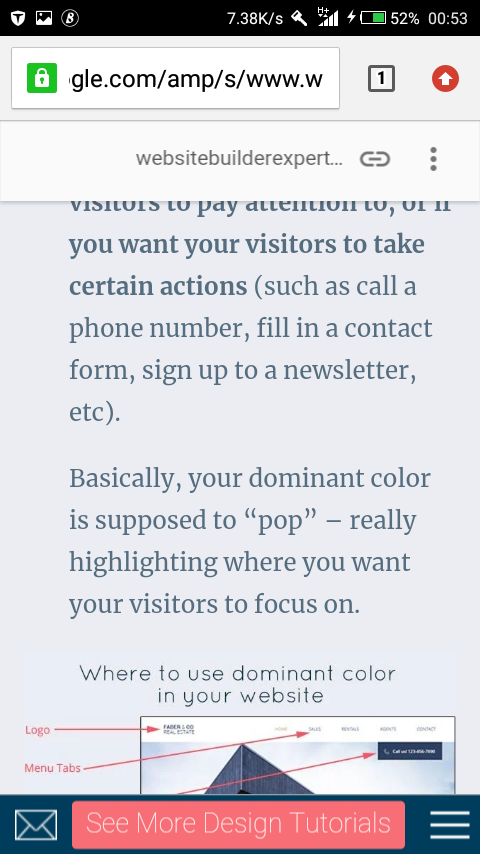 7.38K/s H+ 52% 00:53
gle.com/amp/s/www.w 1
websitebuilderexpert...
visitors to pay attention to, or if
you want your visitors to take
certain actions (such as call a
phone number, fill in a contact
form, sign up to a newsletter,
etc).
Basically, your dominant color
is supposed to “pop” – really
highlighting where you want
your visitors to focus on.
Where to use dominant color
in your website
Logo
FABER & CO
REAL ESTATE
HOME SALES RENTALS AGENTS CONTACT
Menu Tabs
Call us! 123-456-7890
See More Design Tutorials